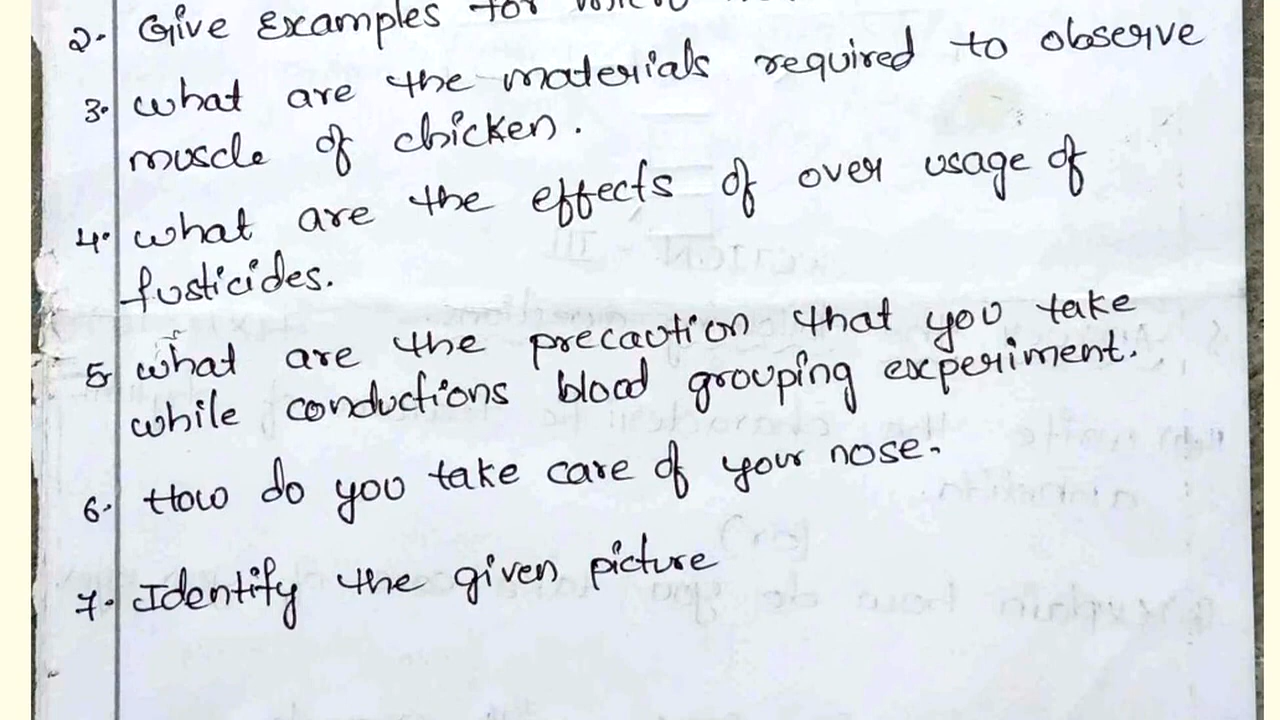 2. Give Examples for
3. what are the materials required to observe
muscle of chicken.
4. what are the effects of over usage of
fusticides.
5 what are the precaution that you take
while conductions blood grouping experiment.
6. How do you take care of your nose.
7. Identify the given picture